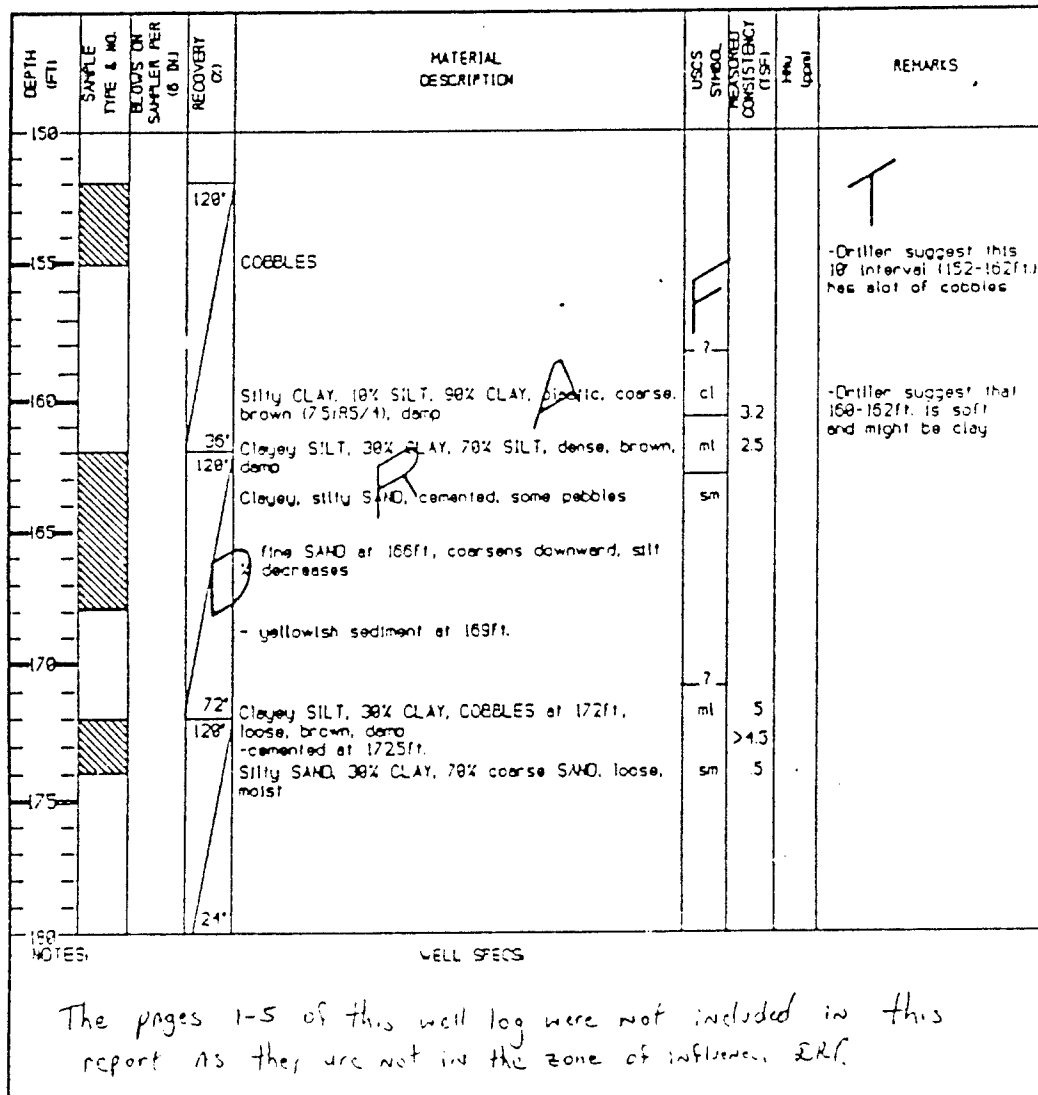 DEPTH (FT)
SAMPLE TYPE & NO.
BLOWS ON SAMPLER PER (6 IN.)
RECOVERY (%)
MATERIAL DESCRIPTION
USCS SYMBOL
MEASURED CONSISTENCY (TSF)
HNu (ppm)
REMARKS
150
120"
COBBLES
-Driller suggest this
10' interval (152-162ft.)
has alot of cobbles
155
?
Silty CLAY, 10% SILT, 90% CLAY, plastic, coarse,
brown (7.5YR5/4), damp
cl
3.2
-Driller suggest that
160-162ft. is soft
and might be clay
160
36"
Clayey SILT, 30% CLAY, 70% SILT, dense, brown,
damp
ml
2.5
120"
Clayey, silty SAND, cemented, some pebbles
sm
165
fine SAND at 166ft, coarsens downward, silt
% decreases
- yellowish sediment at 169ft.
170
?
72"
Clayey SILT, 30% CLAY, COBBLES at 172ft,
loose, brown, damp
-cemented at 172.5ft.
ml
.5
>4.5
120"
Silty SAND, 30% CLAY, 70% coarse SAND, loose,
moist
sm
.5
175
24"
180
DRAFT
NOTES:
WELL SPECS
The pages 1-5 of this well log were not included in this
report as they are not in the zone of influence. ERF.